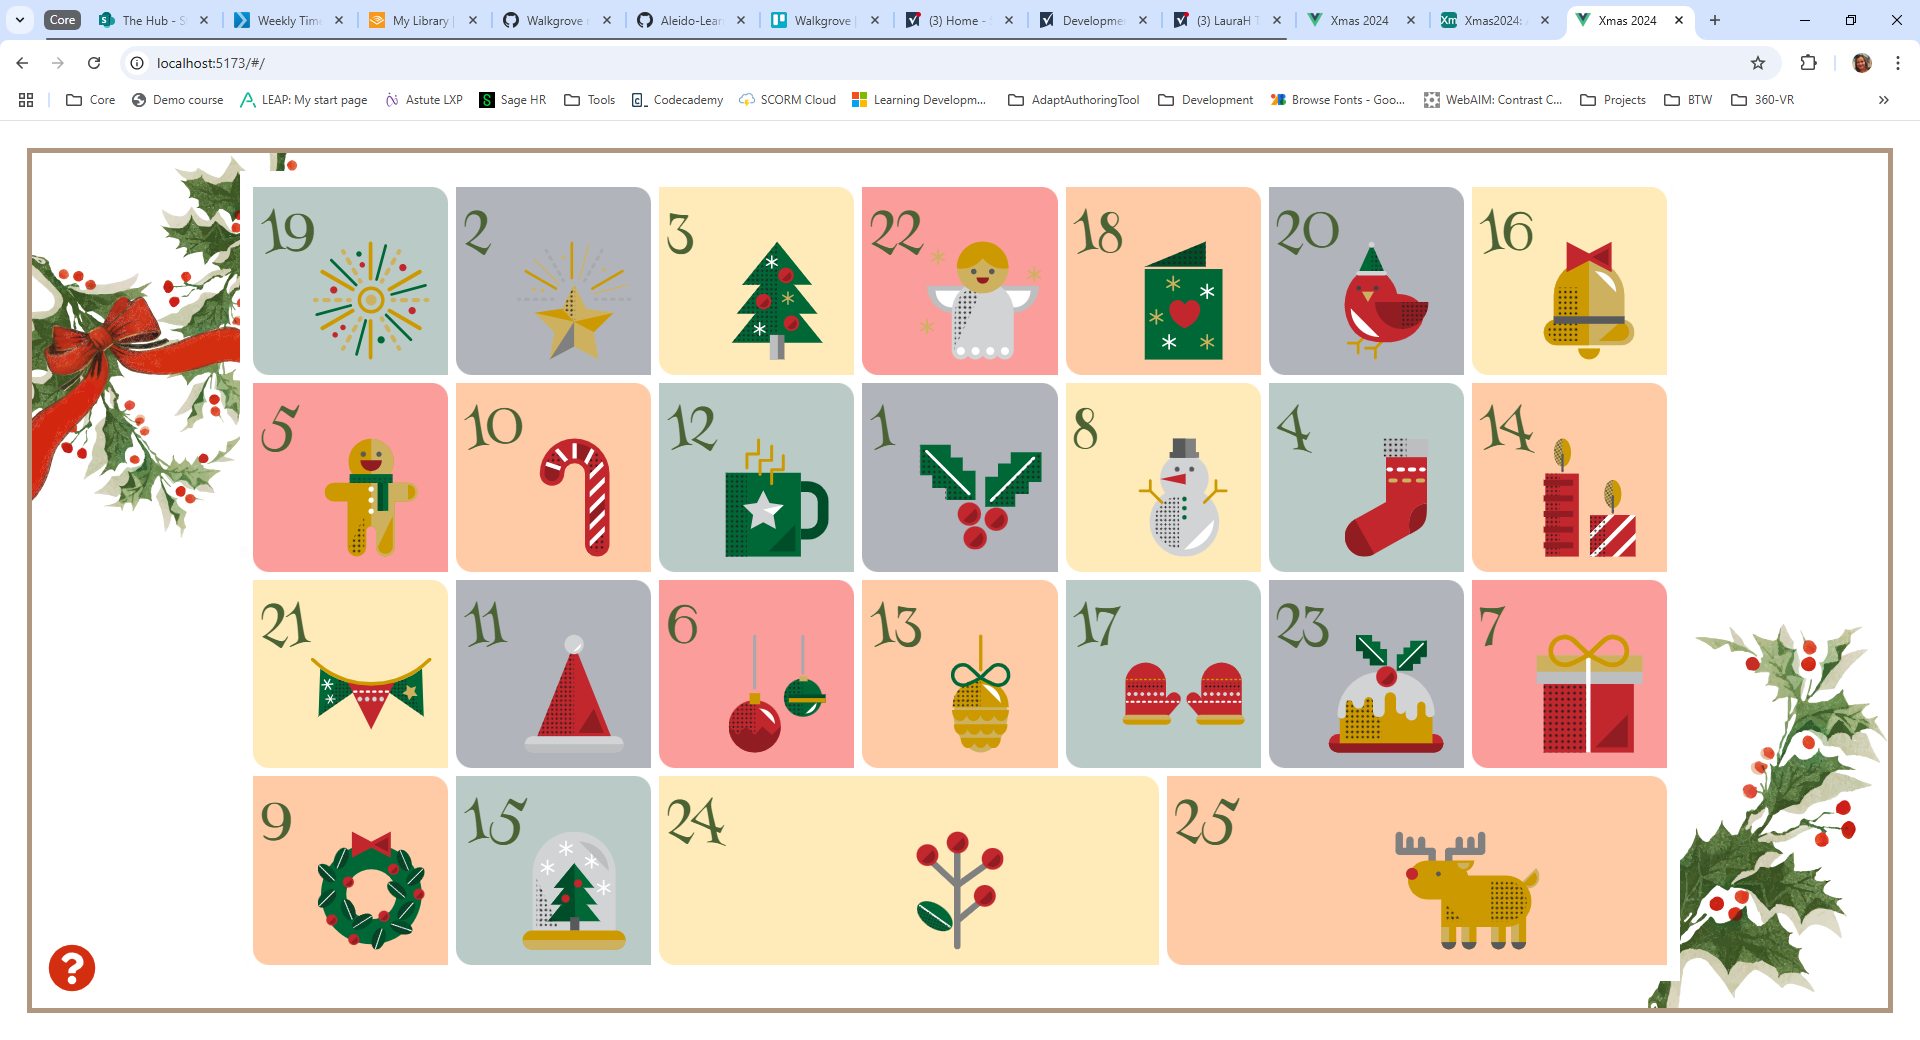 Core The Hub - S Weekly Time My Library | Walkgrove Aleido-Lear Walkgrove | (3) Home - Developme (3) LauraH T Xmas 2024 Xmas2024: Xmas 2024
localhost:5173/#/
Core Demo course LEAP: My start page Astute LXP Sage HR Tools Codecademy SCORM Cloud Learning Developm... AdaptAuthoringTool Development Browse Fonts - Goo... WebAIM: Contrast C... Projects BTW 360-VR »
19 2 3 22 18 20 16
5 10 12 1 8 4 14
21 11 6 13 17 23 7
9 15 24 25
?